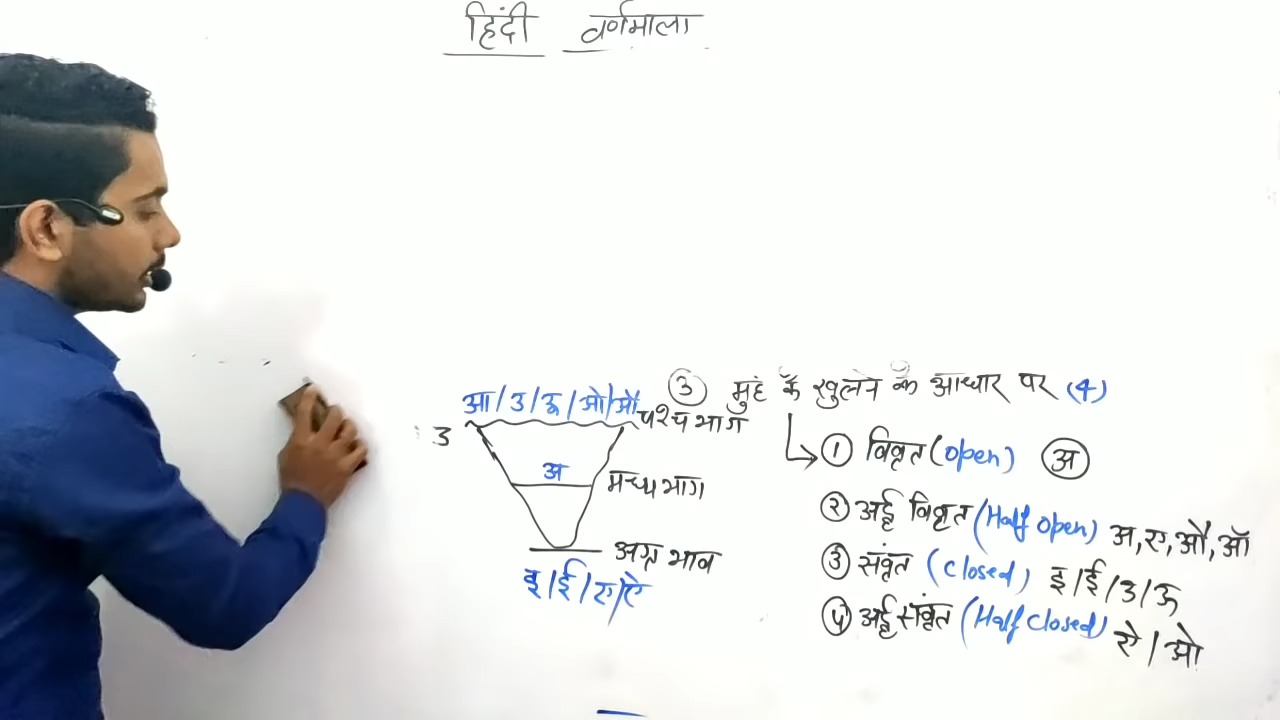 हिंदी वर्णमाला
आ/उ/ऊ/ओ/औ
उ
पश्च भाग
अ
मध्य भाग
अग्र भाव
इ/ई/ए/ऐ
③ मुहं के खुलने के आधार पर (4)
① विवृत (open) अ
② अर्द्ध विवृत (Half open) अ,ए,औ,ऑ
③ संवृत (closed) इ/ई/उ/ऊ
④ अर्द्ध संवृत (Half closed) ऐ/ओ